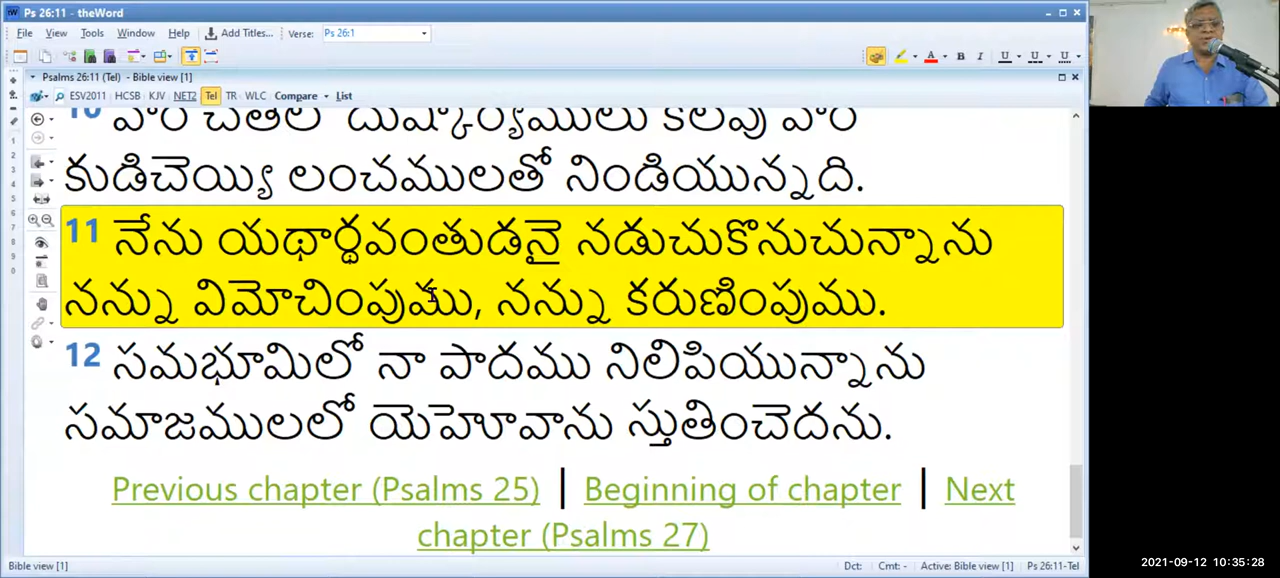 Ps 26:11 - theWord
File View Tools Window Help Add Titles... Verse: Ps 26:1
B I U U U
Psalms 26:11 (Tel) - Bible view [1]
ESV2011 HCSB KJV NET2 Tel TR WLC Compare List
10 వారి చేతిలో దుష్కార్యములు కలవు వారి
కుడిచెయ్యి లంచములతో నిండియున్నది.
11 నేను యథార్థవంతుడనై నడుచుకొనుచున్నాను
నన్ను విమోచింపుము, నన్ను కరుణింపుము.
12 సమభూమిలో నా పాదము నిలిపియున్నాను
సమాజములలో యెహెూవాను స్తుతించెదను.
Previous chapter (Psalms 25) | Beginning of chapter | Next
chapter (Psalms 27)
Bible view [1] Dct: Cmt: - Active: Bible view [1] Ps 26:11-Tel
2021-09-12 10:35:28